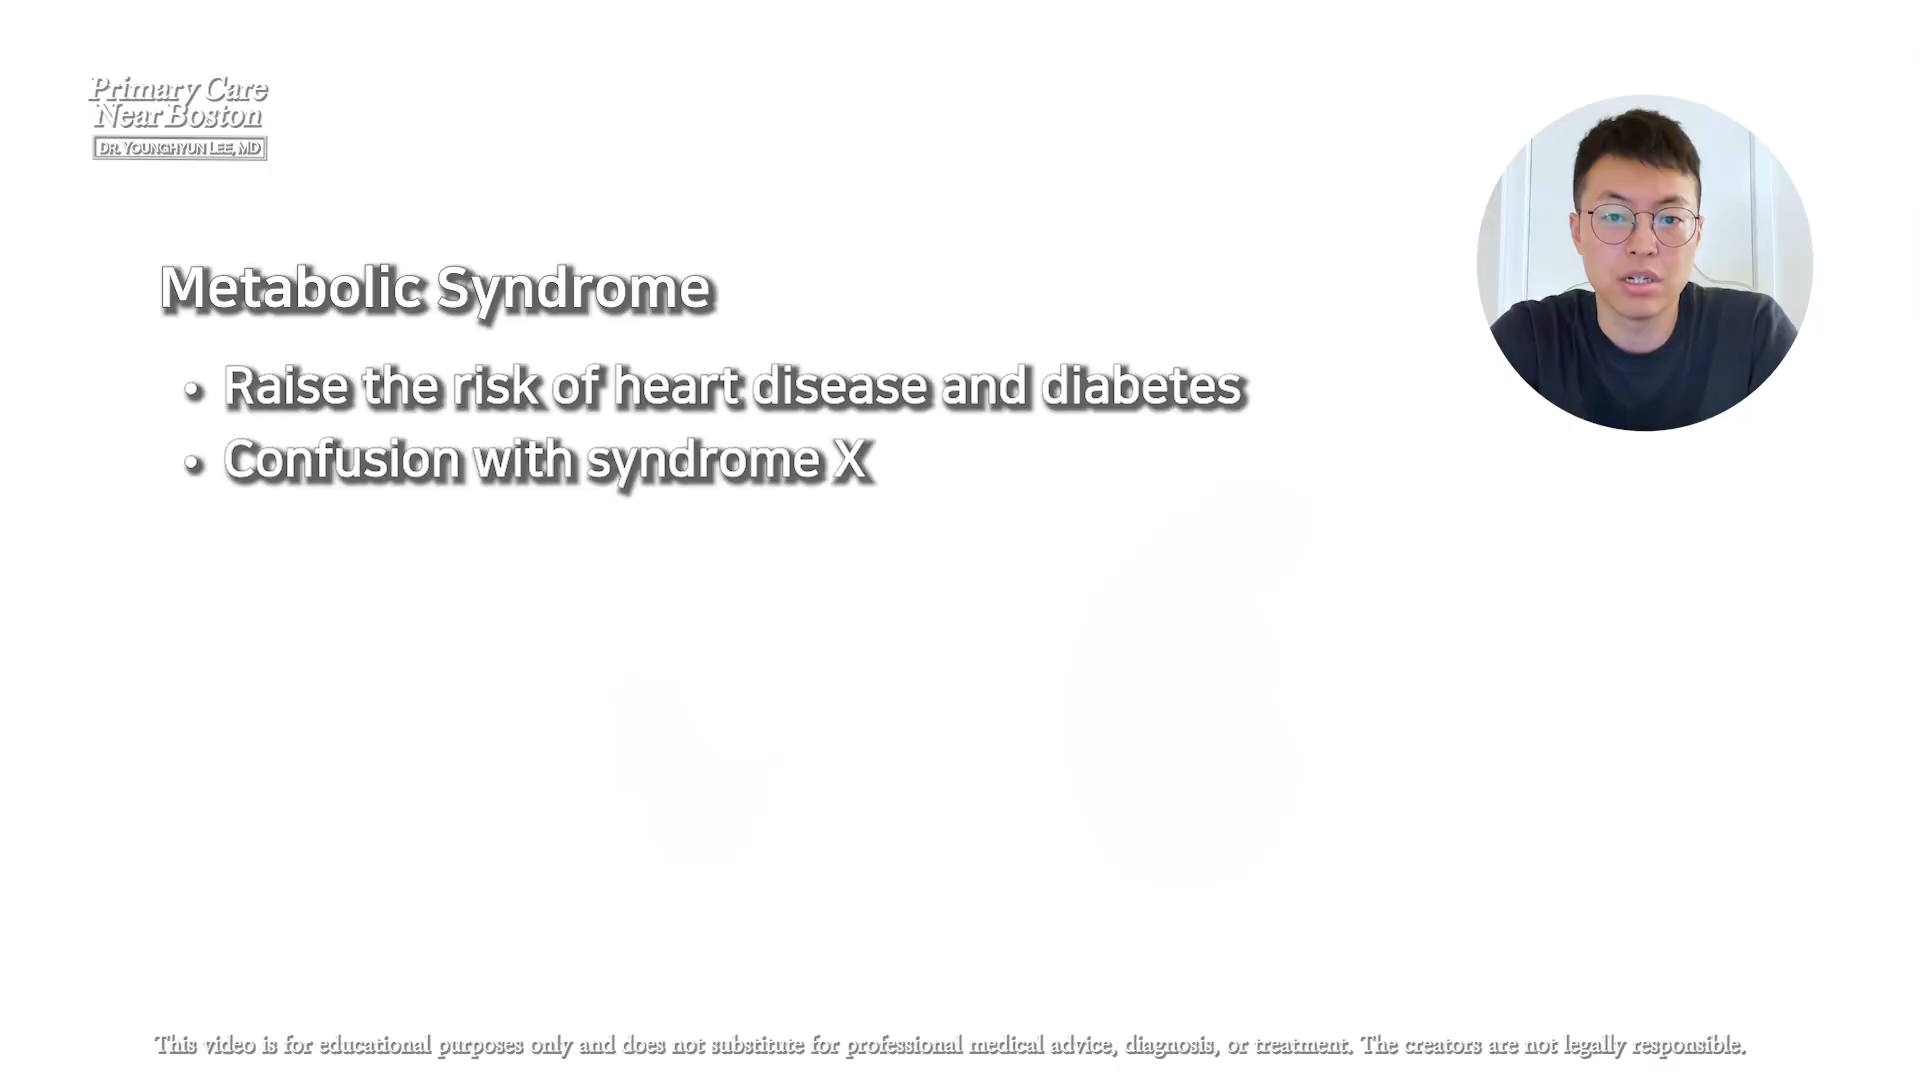 Primary Care
Near Boston
DR. YOUNGHYUN LEE, MD
Metabolic Syndrome
• Raise the risk of heart disease and diabetes
• Confusion with syndrome X
This video is for educational purposes only and does not substitute for professional medical advice, diagnosis, or treatment. The creators are not legally responsible.